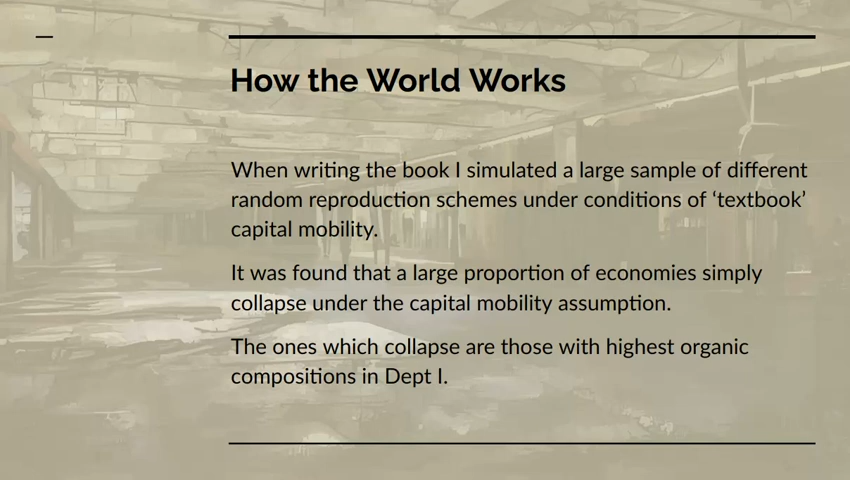 How the World Works
When writing the book I simulated a large sample of different
random reproduction schemes under conditions of ‘textbook’
capital mobility.
It was found that a large proportion of economies simply
collapse under the capital mobility assumption.
The ones which collapse are those with highest organic
compositions in Dept I.